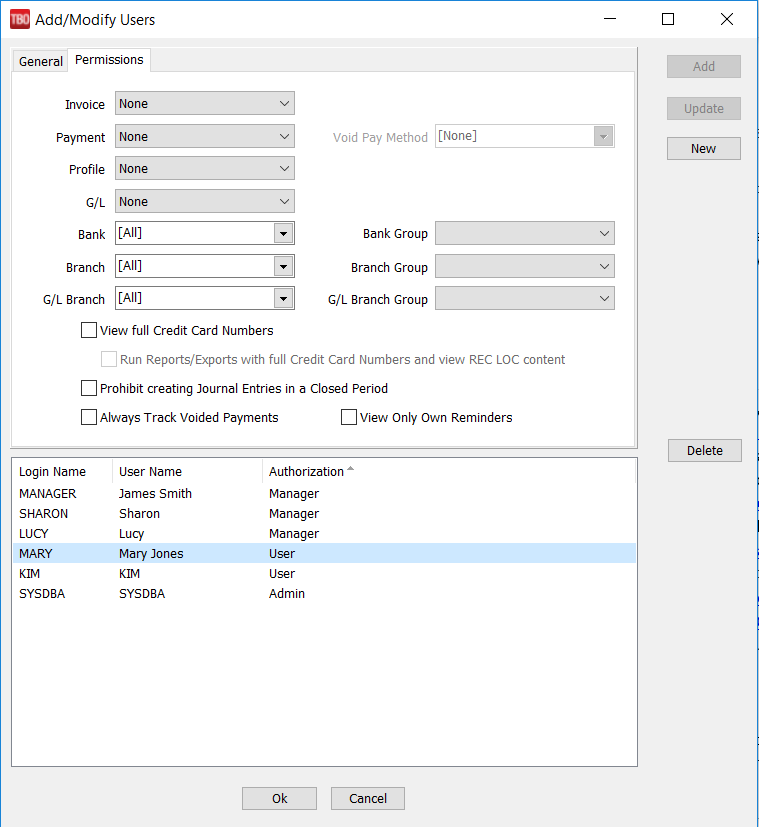 TBO Add/Modify Users
General Permissions
Add
Invoice None
Update
Payment None Void Pay Method [None]
New
Profile None
G/L None
Bank [All] Bank Group
Branch [All] Branch Group
G/L Branch [All] G/L Branch Group
View full Credit Card Numbers
Run Reports/Exports with full Credit Card Numbers and view REC LOC content
Prohibit creating Journal Entries in a Closed Period
Always Track Voided Payments View Only Own Reminders
Delete
Login Name User Name Authorization
MANAGER James Smith Manager
SHARON Sharon Manager
LUCY Lucy Manager
MARY Mary Jones User
KIM KIM User
SYSDBA SYSDBA Admin
Ok Cancel